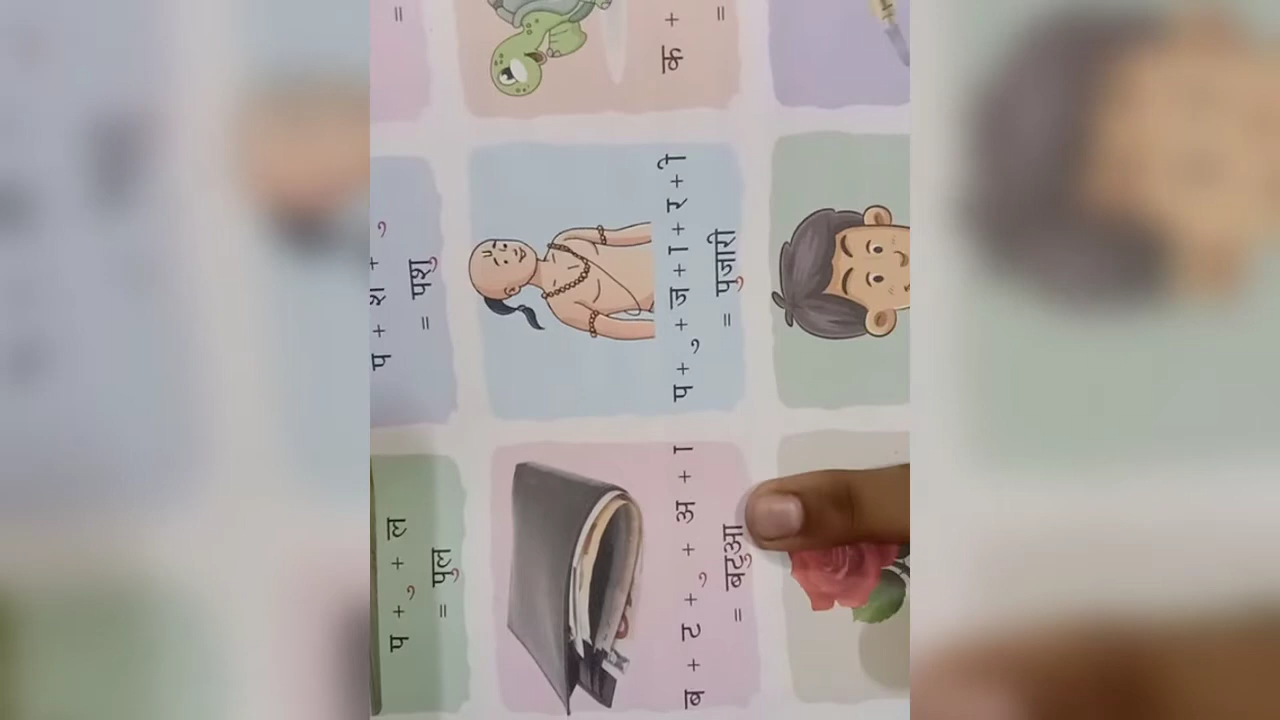 प + ु + ल
= पुल
प + श + ु
= पशु
ब + ट + ु + अ + ा
= बटुआ
प + ु + ज + ा + र + ी
= पुजारी
क +
=
=